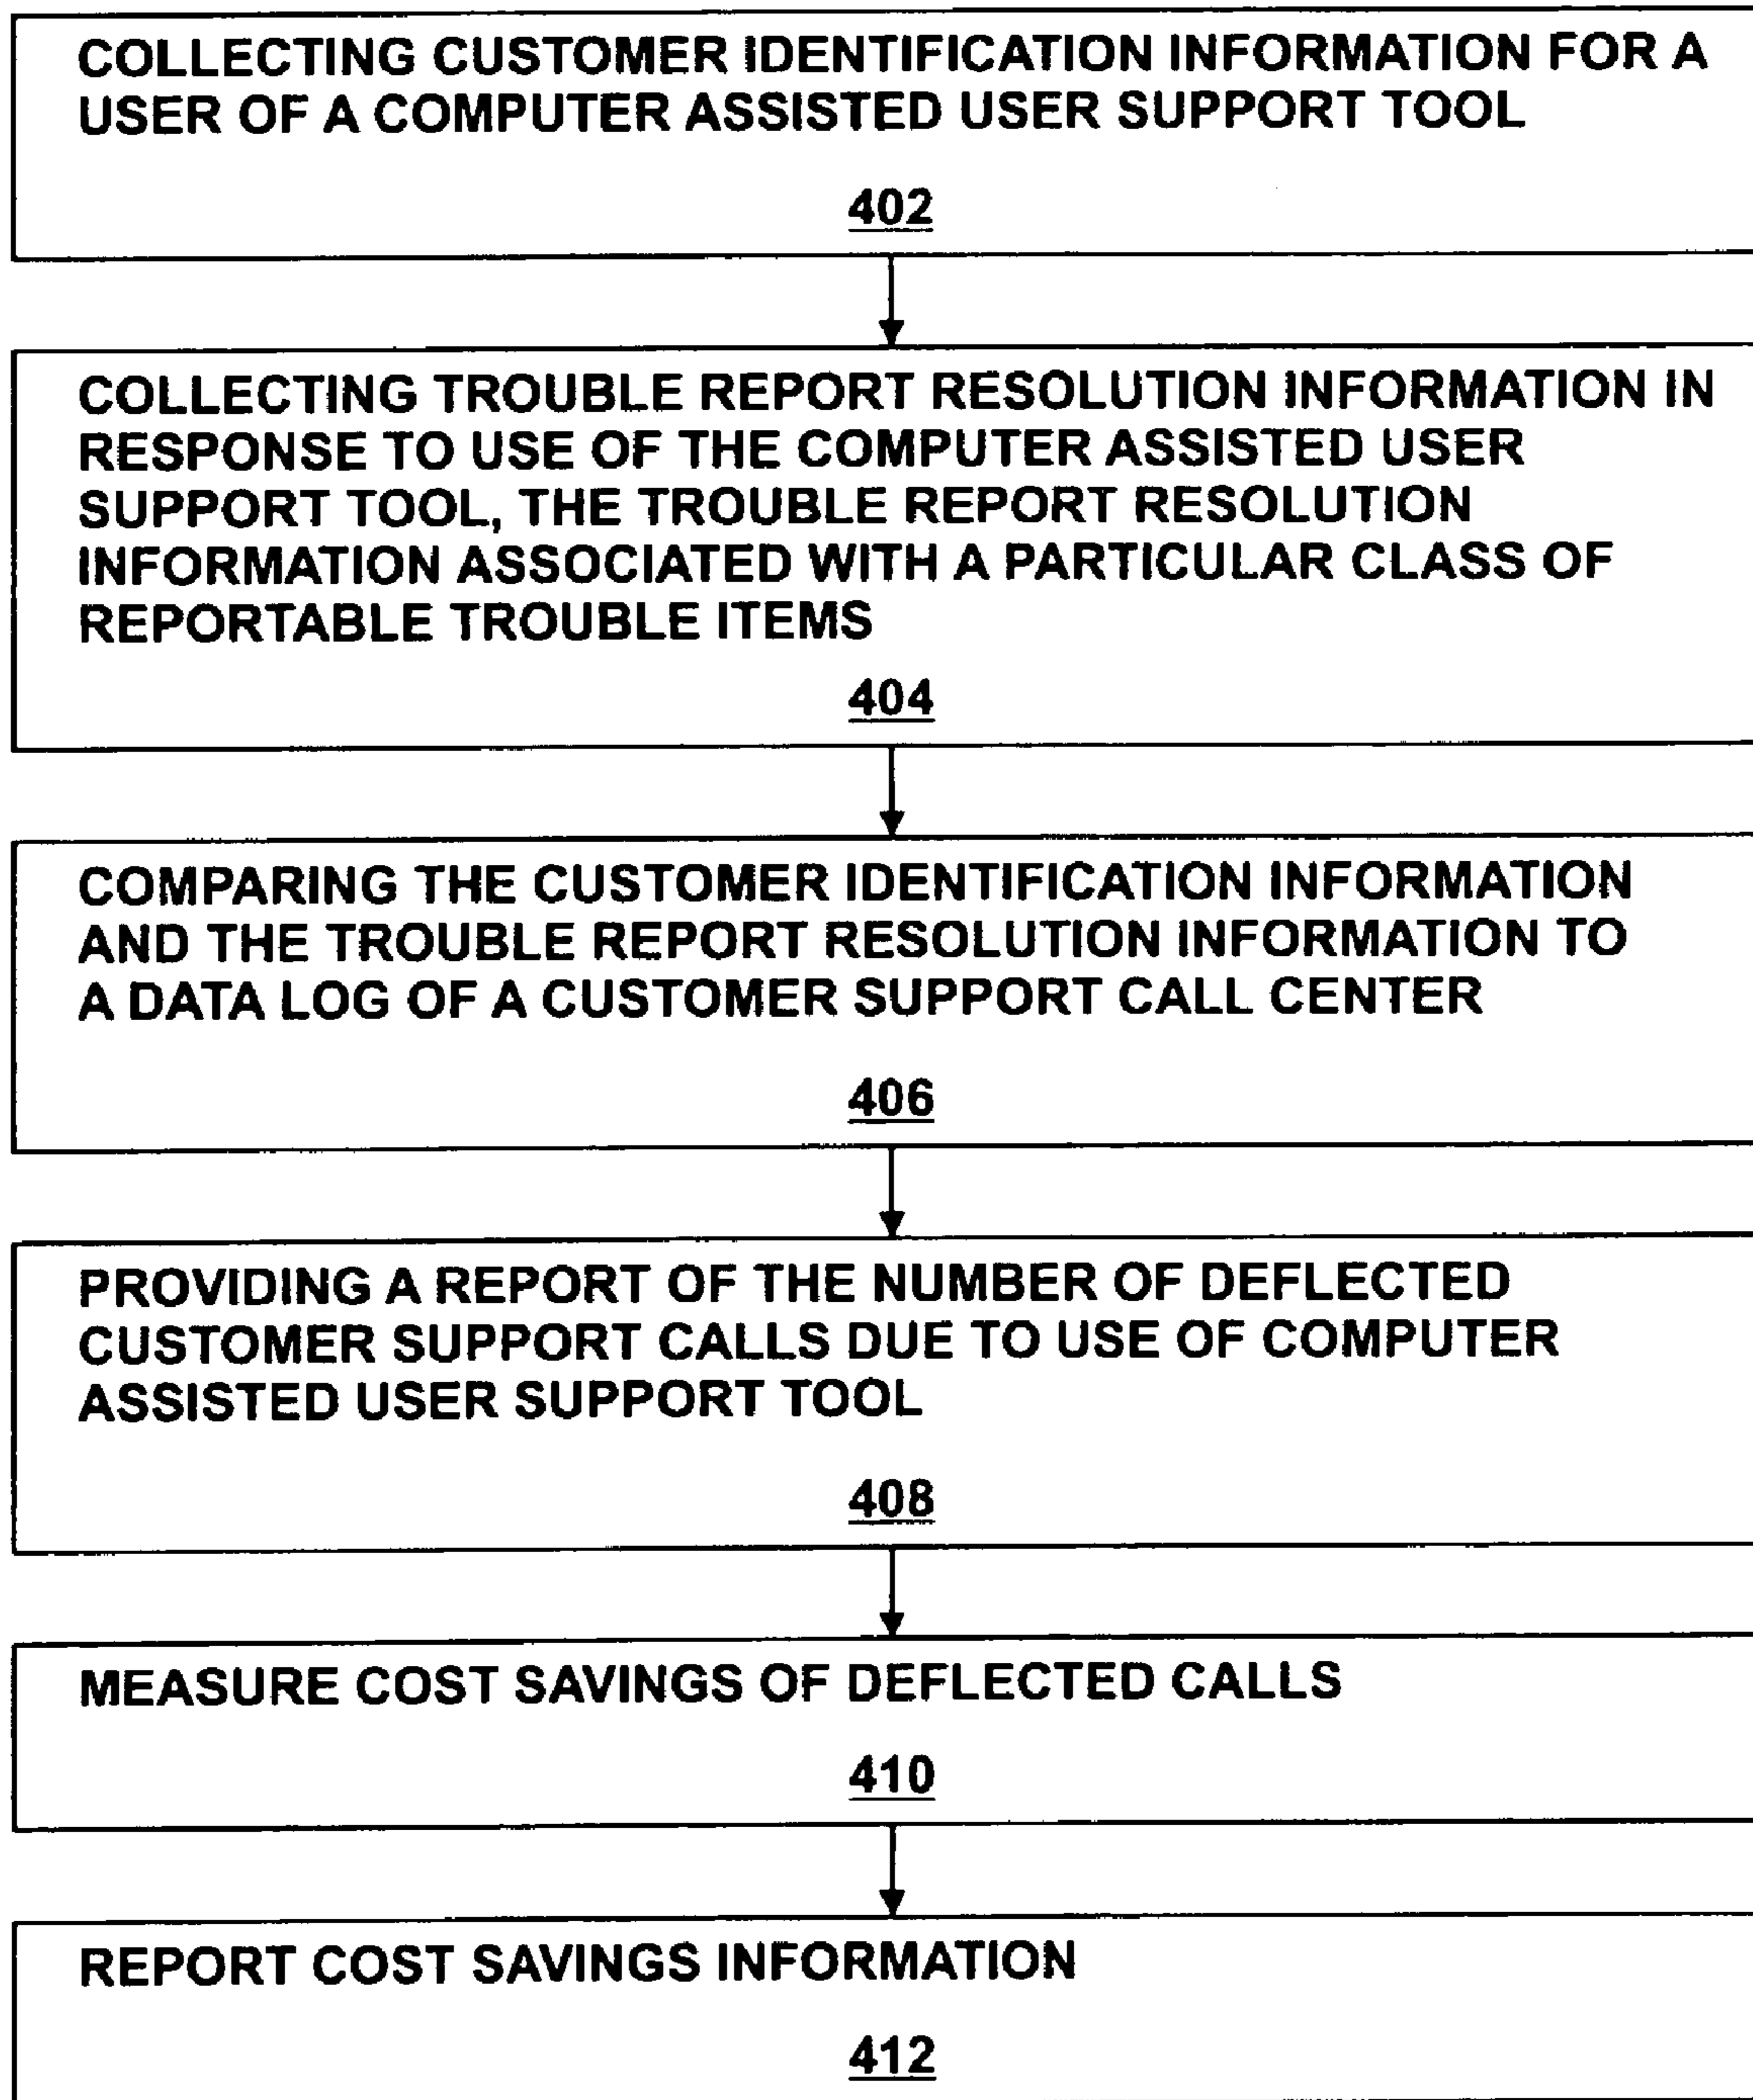 COLLECTING CUSTOMER IDENTIFICATION INFORMATION FOR A
USER OF A COMPUTER ASSISTED USER SUPPORT TOOL
402
COLLECTING TROUBLE REPORT RESOLUTION INFORMATION IN
RESPONSE TO USE OF THE COMPUTER ASSISTED USER
SUPPORT TOOL, THE TROUBLE REPORT RESOLUTION
INFORMATION ASSOCIATED WITH A PARTICULAR CLASS OF
REPORTABLE TROUBLE ITEMS
404
COMPARING THE CUSTOMER IDENTIFICATION INFORMATION
AND THE TROUBLE REPORT RESOLUTION INFORMATION TO
A DATA LOG OF A CUSTOMER SUPPORT CALL CENTER
406
PROVIDING A REPORT OF THE NUMBER OF DEFLECTED
CUSTOMER SUPPORT CALLS DUE TO USE OF COMPUTER
ASSISTED USER SUPPORT TOOL
408
MEASURE COST SAVINGS OF DEFLECTED CALLS
410
REPORT COST SAVINGS INFORMATION
412